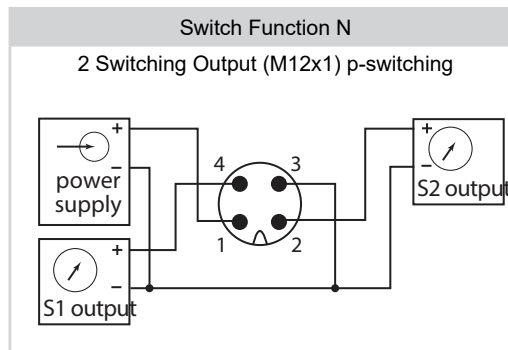 Switch Function N
2 Switching Output (M12x1) p-switching
+
−
power
supply
+
−
S1 output
4
3
1
2
+
−
S2 output